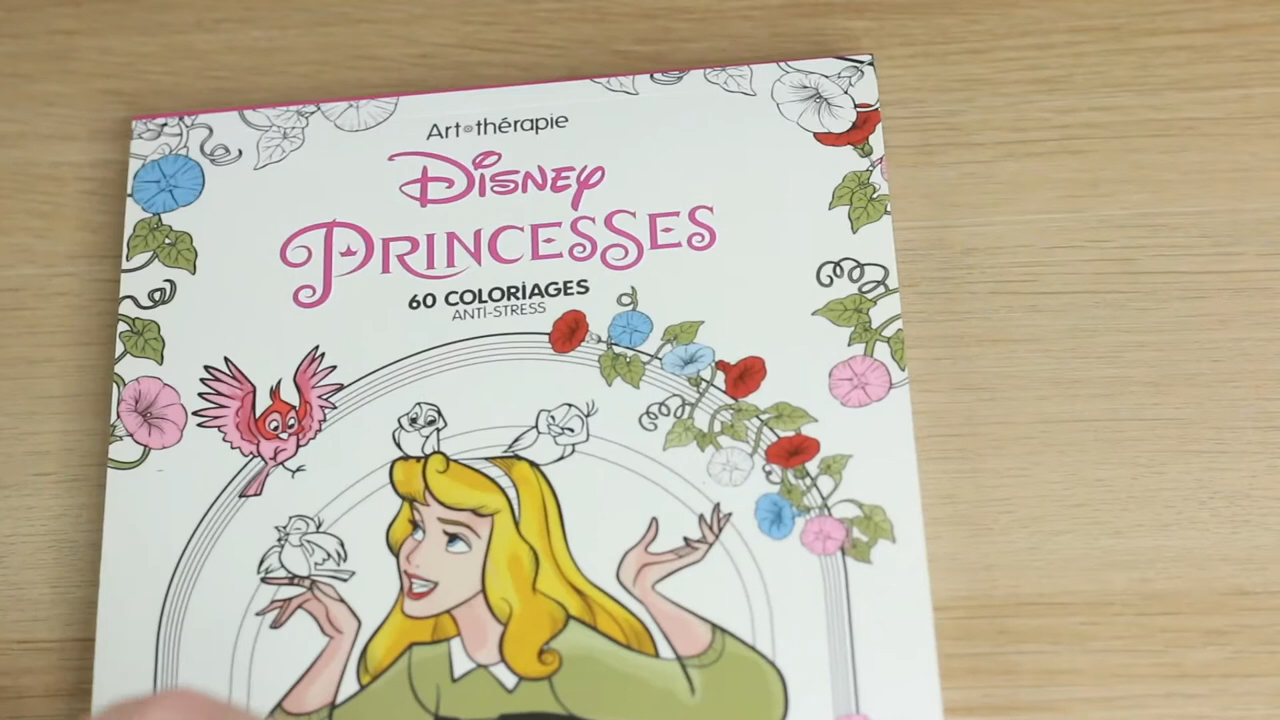 Art thérapie
Disney
PRINCESSES
60 COLORIAGES
ANTI-STRESS